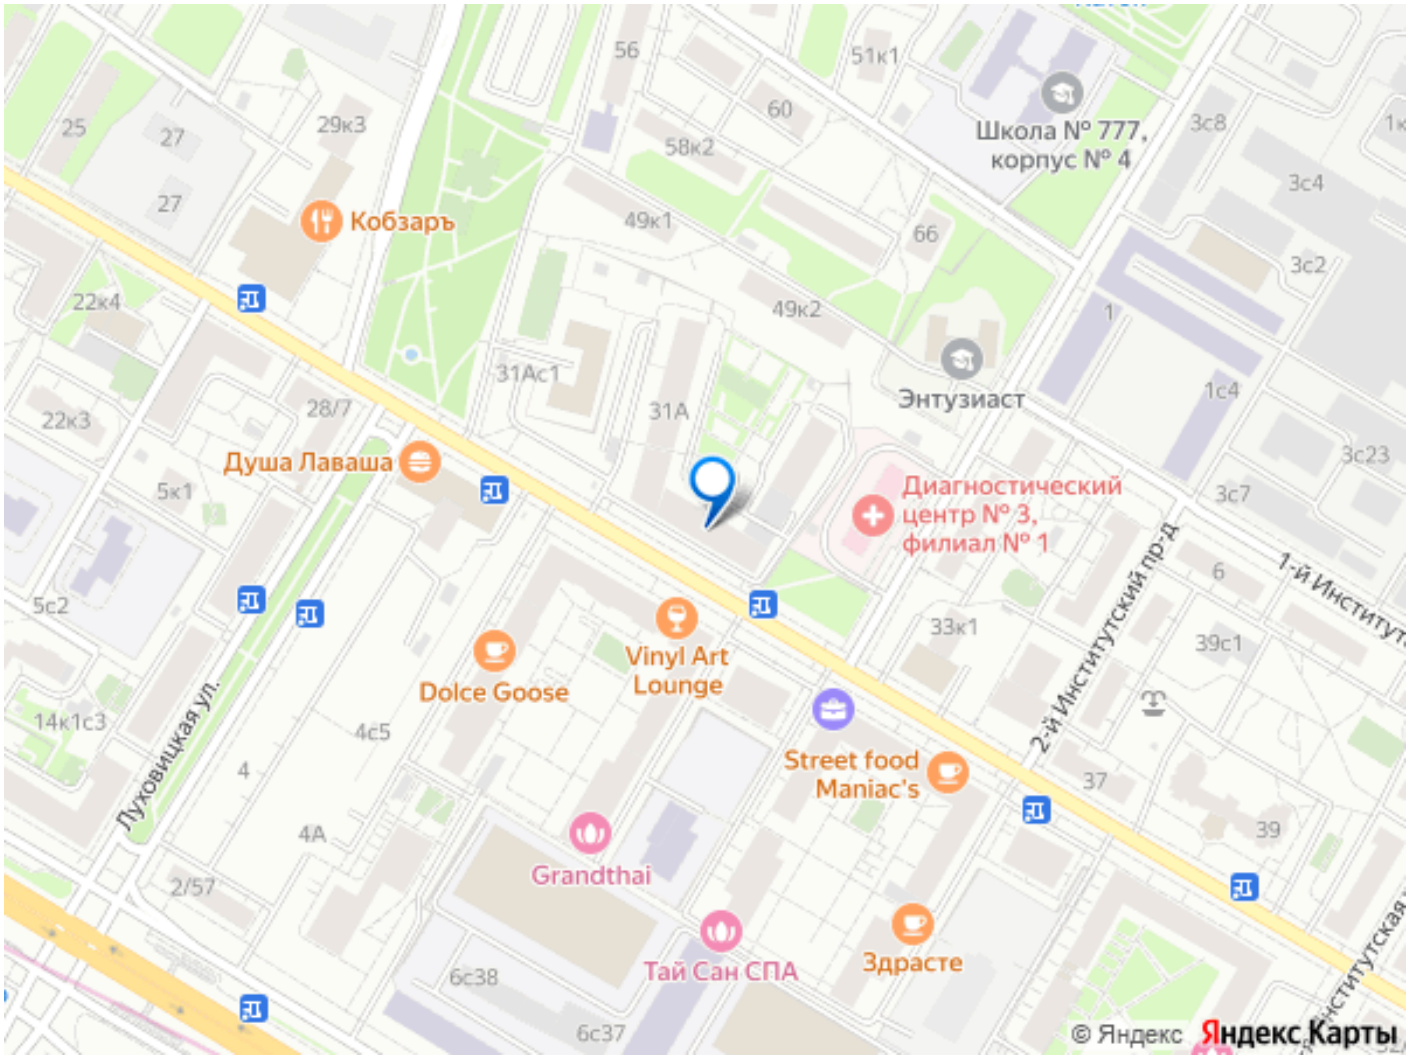 56
51к1
60
Школа № 777,
корпус № 4
3с8
25
27
29к3
58к2
3с4
27
Кобзаръ
49к1
66
3с2
22к4
49к2
1
31Ас1
Энтузиаст
1с4
22к3
28/7
31А
3с23
Душа Лаваша
5к1
Диагностический
центр № 3,
филиал № 1
3с7
5с2
6
1-й Институт
33к1
39с1
Vinyl Art
Lounge
Dolce Goose
2-й Институтский пр-д
14к1с3
4с5
Луховицкая ул.
4
Street food
Maniac's
37
4А
39
Grandthai
2/57
Тай Сан СПА
Здрасте
6с38
6с37
© Яндекс Яндекс Карты